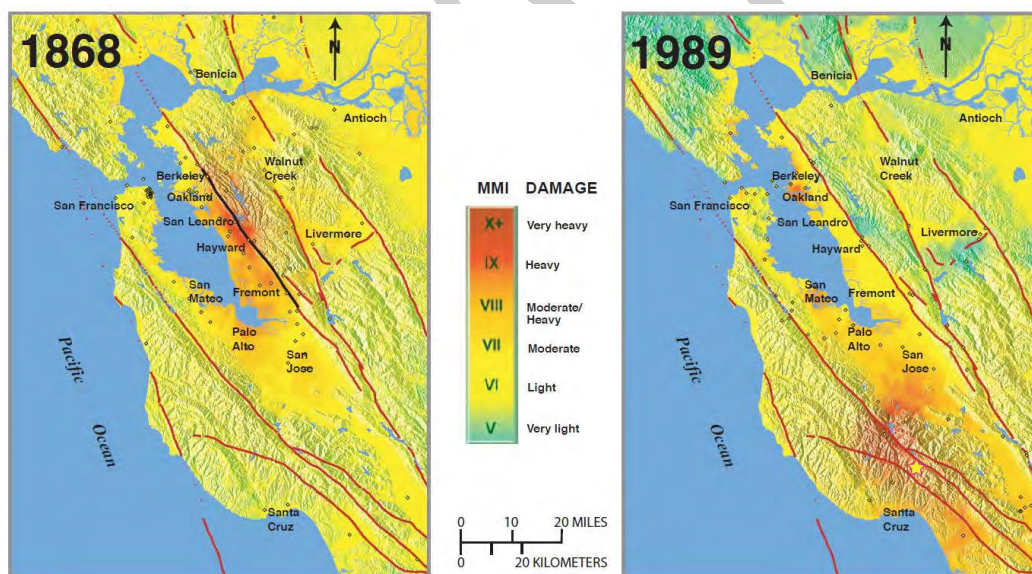 1868
N
Benicia
Antioch
Walnut
Creek
Berkeley
Oakland
San Francisco
San Leandro
Livermore
Hayward
San
Mateo
Fremont
Palo
Alto
San
Jose
Pacific
Ocean
Santa
Cruz
MMI DAMAGE
X+ Very heavy
IX Heavy
VIII Moderate/
Heavy
VII Moderate
VI Light
V Very light
0 10 20 MILES
0 20 KILOMETERS
1989
N
Benicia
Antioch
Walnut
Creek
Berkeley
Oakland
San Francisco
San Leandro
Livermore
Hayward
San
Mateo
Fremont
Palo
Alto
San
Jose
Pacific
Ocean
Santa
Cruz